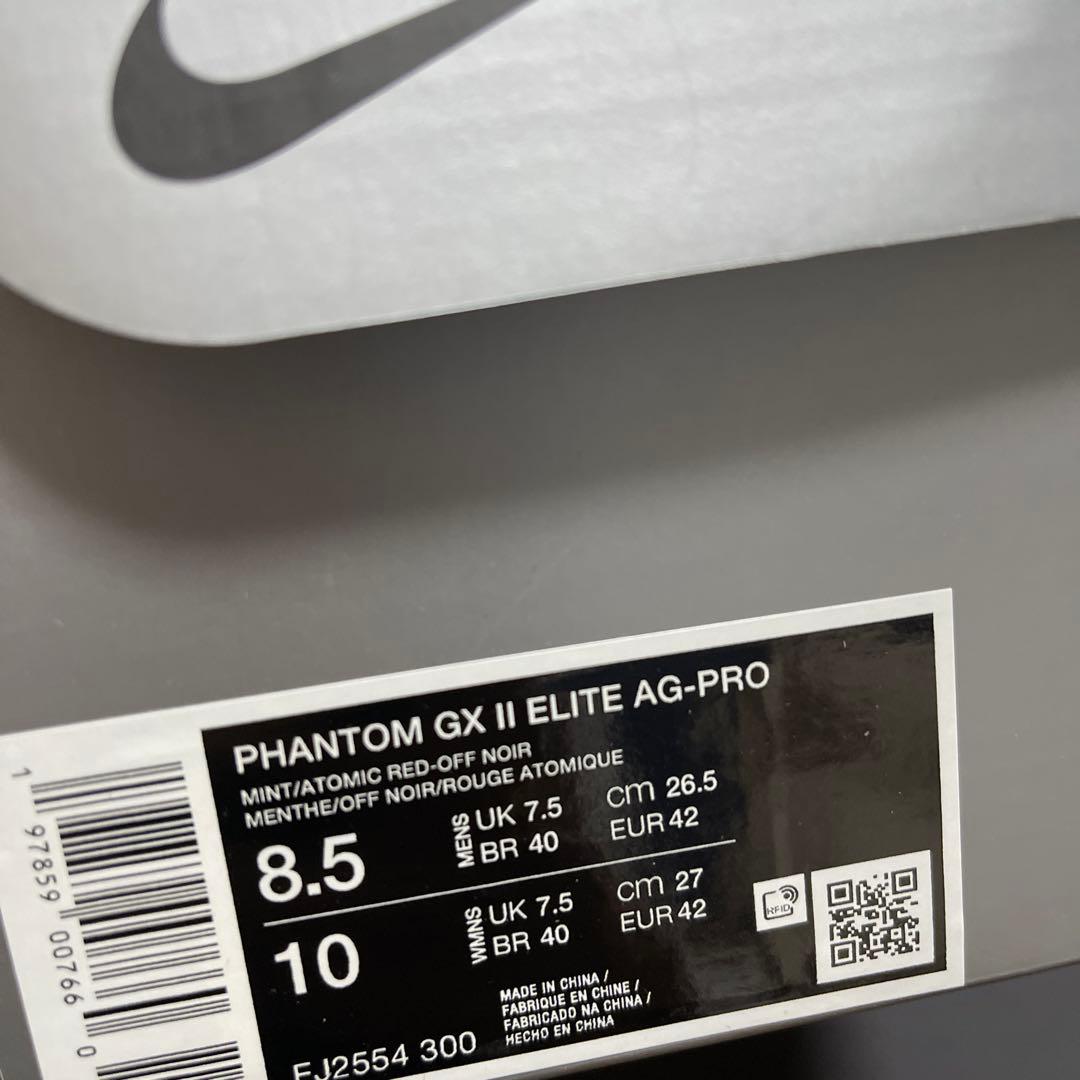 PHANTOM GX II ELITE AG-PRO
MINT/ATOMIC RED-OFF NOIR
MENTHE/OFF NOIR/ROUGE ATOMIQUE
8.5
MENS
UK 7.5
cm 26.5
BR 40
EUR 42
10
WMNS
UK 7.5
cm 27
BR 40
EUR 42
RFID
MADE IN CHINA /
FABRIQUE EN CHINE /
FABRICADO NA CHINA /
HECHO EN CHINA
FJ2554 300
1 97859 00766 0